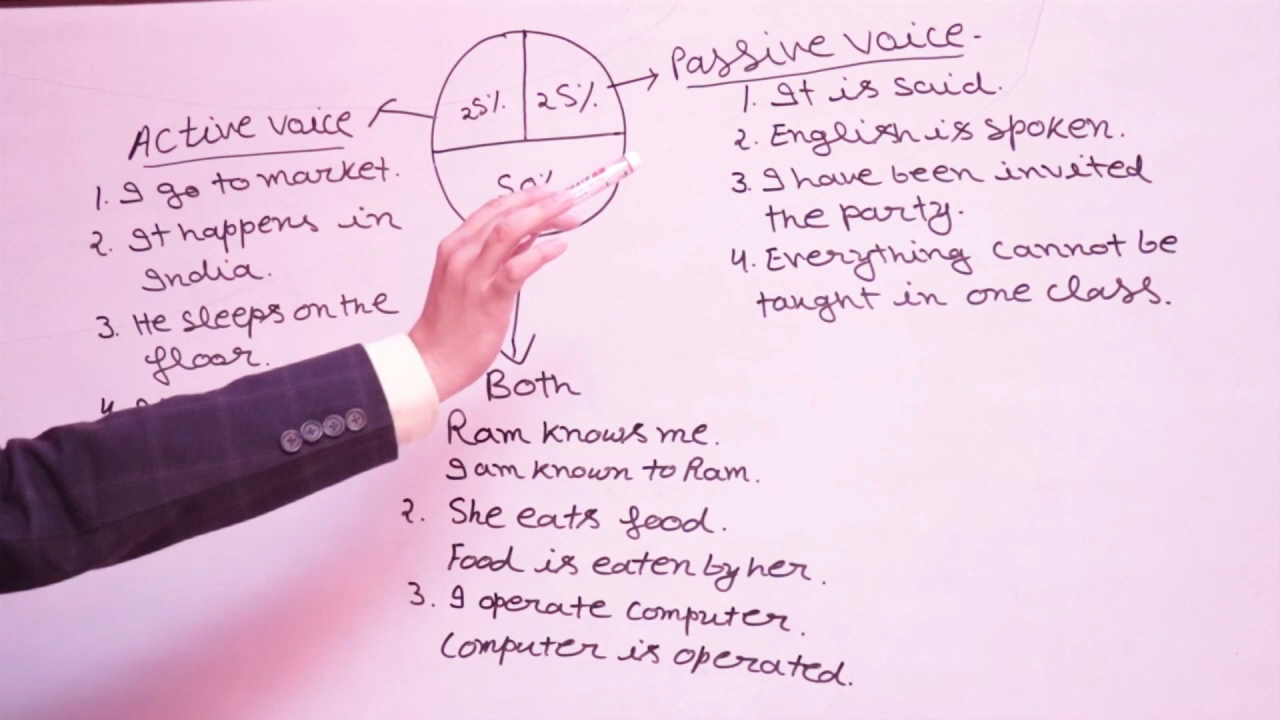 25%
25%
50%
Active voice
1. I go to market.
2. It happens in
India.
3. He sleeps on the
floor.
4.
Passive voice.
1. It is said.
2. English is spoken.
3. I have been invited
the party.
4. Everything cannot be
taught in one class.
Both
Ram knows me.
I am known to Ram.
2. She eats food.
Food is eaten by her.
3. I operate computer.
Computer is operated.